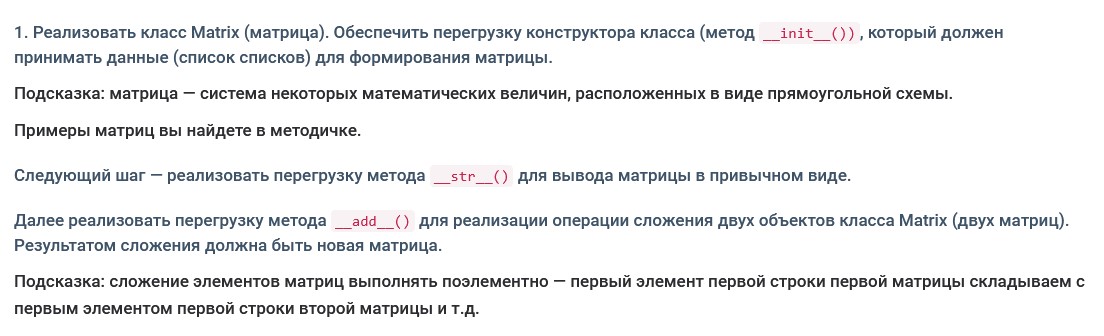 1. Реализовать класс Matrix (матрица). Обеспечить перегрузку конструктора класса (метод __init__()), который должен
принимать данные (список списков) для формирования матрицы.
Подсказка: матрица — система некоторых математических величин, расположенных в виде прямоугольной схемы.
Примеры матриц вы найдете в методичке.
Следующий шаг — реализовать перегрузку метода __str__() для вывода матрицы в привычном виде.
Далее реализовать перегрузку метода __add__() для реализации операции сложения двух объектов класса Matrix (двух матриц).
Результатом сложения должна быть новая матрица.
Подсказка: сложение элементов матриц выполнять поэлементно — первый элемент первой строки первой матрицы складываем с
первым элементом первой строки второй матрицы и т.д.